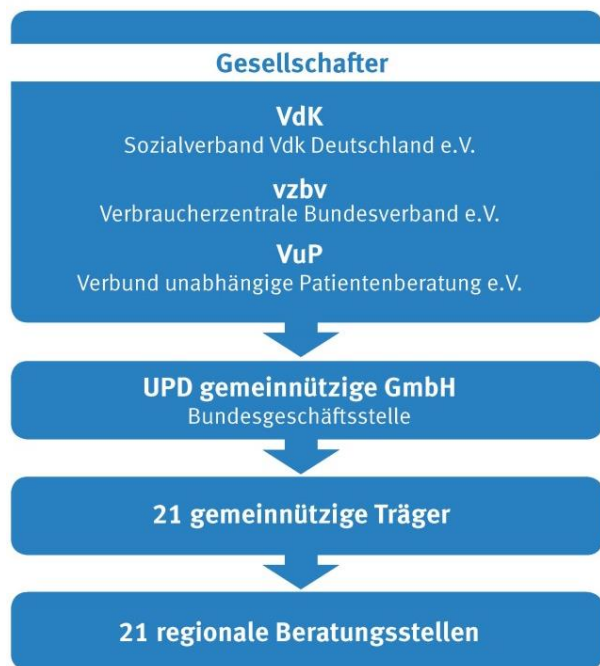 Gesellschafter
VdK
Sozialverband Vdk Deutschland e.V.
vzbv
Verbraucherzentrale Bundesverband e.V.
VuP
Verbund unabhängige Patientenberatung e.V.
UPD gemeinnützige GmbH
Bundesgeschäftsstelle
21 gemeinnützige Träger
21 regionale Beratungsstellen